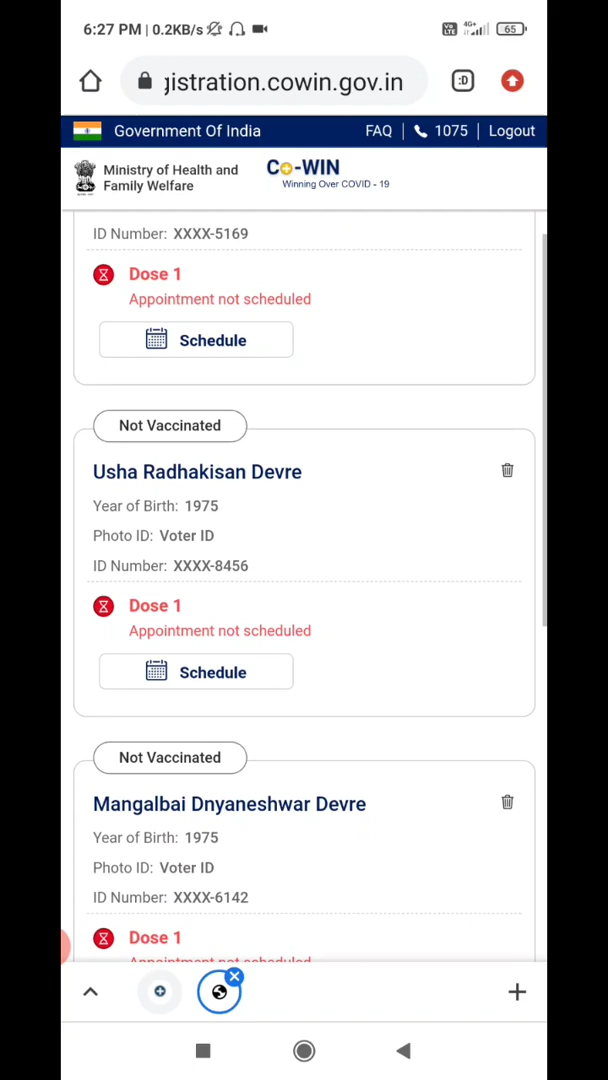 6:27 PM | 0.2KB/s
Vo LTE 4G+ 65
gistration.cowin.gov.in :D
Government Of India FAQ | 1075 | Logout
Ministry of Health and
Family Welfare
Co-WIN
Winning Over COVID - 19
ID Number: XXXX-5169
Dose 1
Appointment not scheduled
Schedule
Not Vaccinated
Usha Radhakisan Devre
Year of Birth: 1975
Photo ID: Voter ID
ID Number: XXXX-8456
Dose 1
Appointment not scheduled
Schedule
Not Vaccinated
Mangalbai Dnyaneshwar Devre
Year of Birth: 1975
Photo ID: Voter ID
ID Number: XXXX-6142
Dose 1
Appointment not scheduled